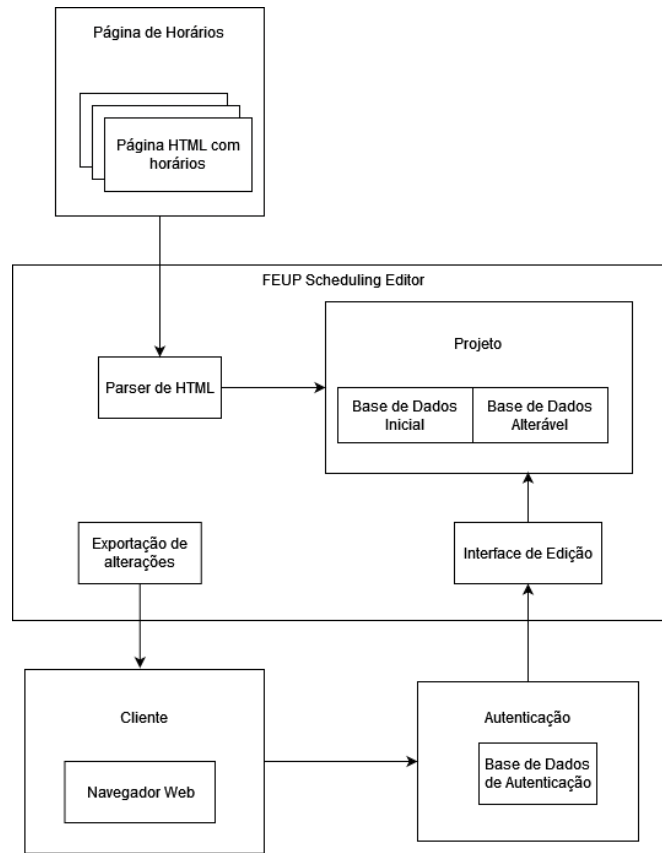 Página de Horários
Página HTML com
horários
FEUP Scheduling Editor
Projeto
Parser de HTML
Base de Dados
Inicial
Base de Dados
Alterável
Exportação de
alterações
Interface de Edição
Cliente
Autenticação
Navegador Web
Base de Dados
de Autenticação